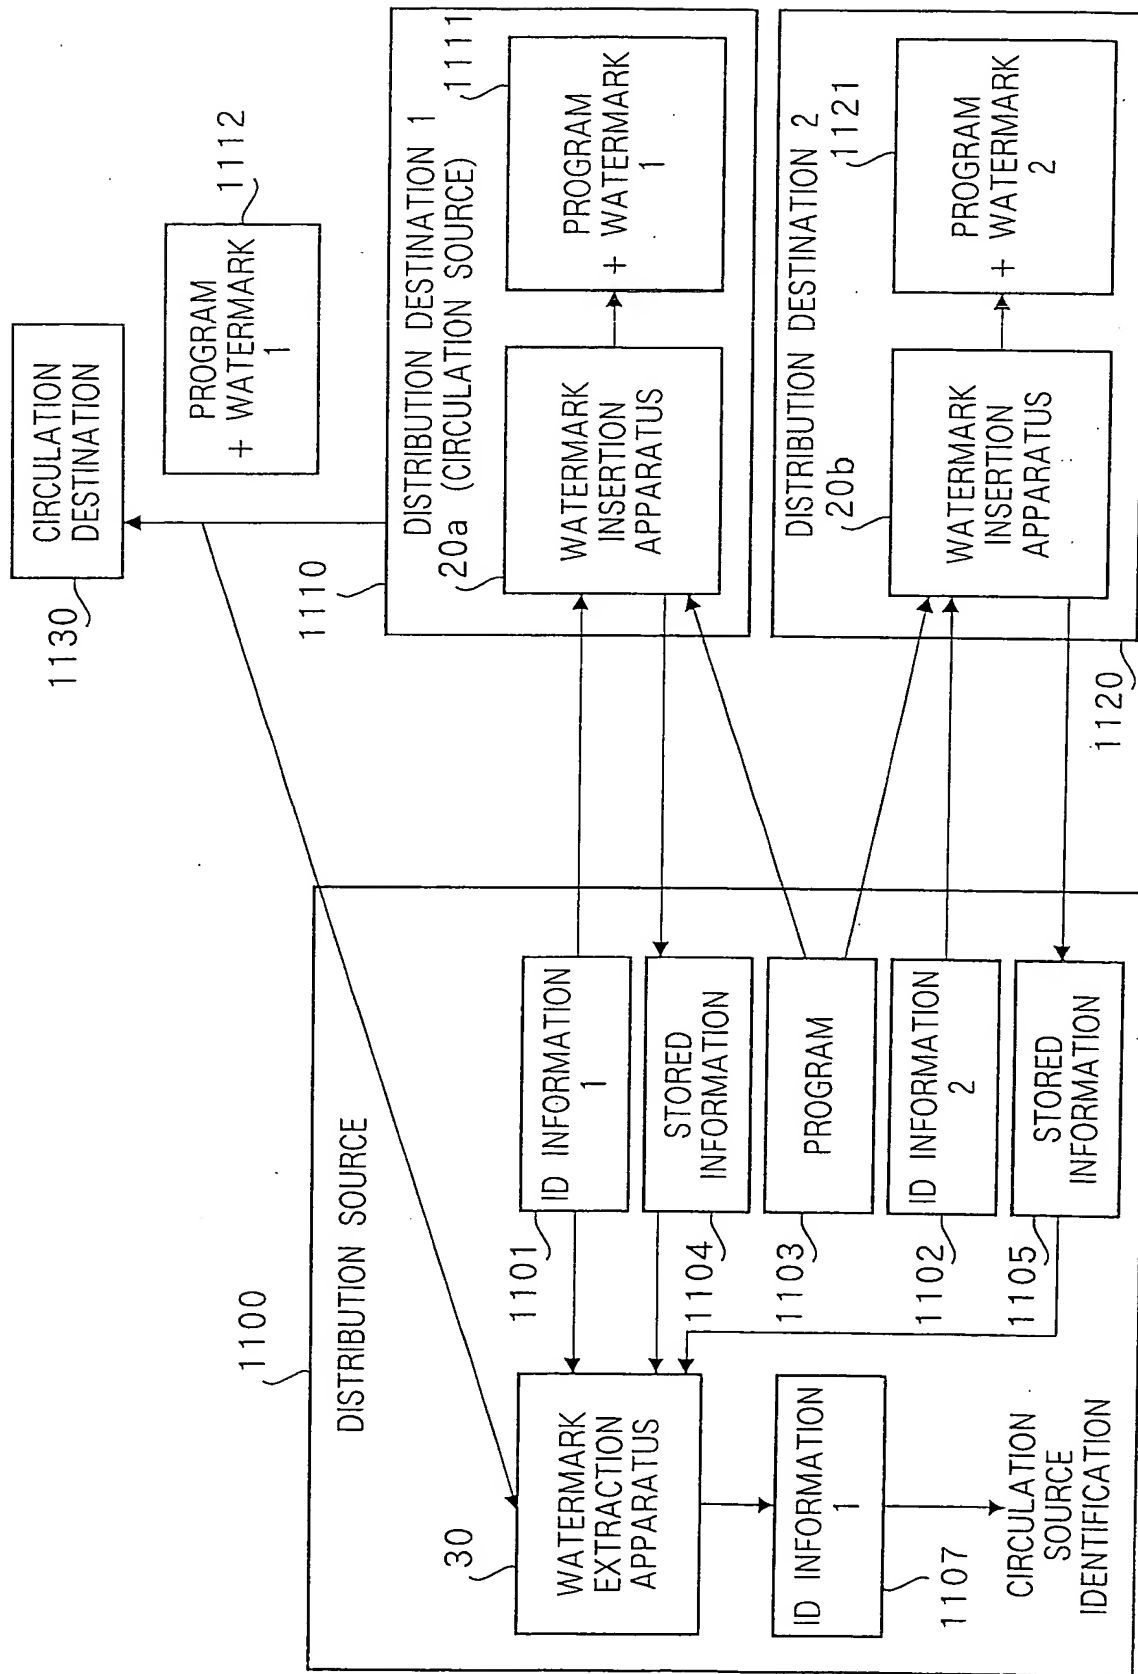 1100
DISTRIBUTION SOURCE
30
WATERMARK
EXTRACTION
APPARATUS
ID INFORMATION
1
1107
CIRCULATION
SOURCE
IDENTIFICATION
1101
ID INFORMATION
1
1104
STORED
INFORMATION
1103
PROGRAM
1102
ID INFORMATION
2
1105
STORED
INFORMATION
1130
CIRCULATION
DESTINATION
PROGRAM
+ WATERMARK
1
1112
1110
DISTRIBUTION DESTINATION 1
20a (CIRCULATION SOURCE)
WATERMARK
INSERTION
APPARATUS
PROGRAM
+ WATERMARK
1
1111
1120
DISTRIBUTION DESTINATION 2
20b
WATERMARK
INSERTION
APPARATUS
1121
PROGRAM
+ WATERMARK
2